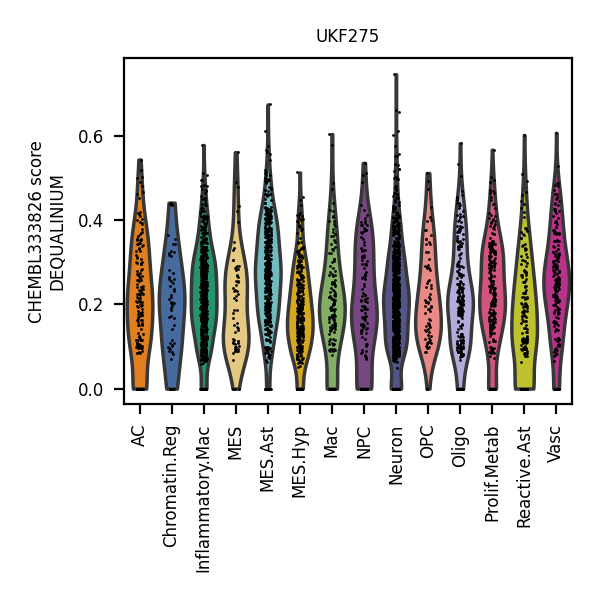 UKF275
CHEMBL333826 score
DEQUALINIUM
0.6
0.4
0.2
0.0
AC
Chromatin.Reg
Inflammatory.Mac
MES
MES.Ast
MES.Hyp
Mac
NPC
Neuron
OPC
Oligo
Prolif.Metab
Reactive.Ast
Vasc